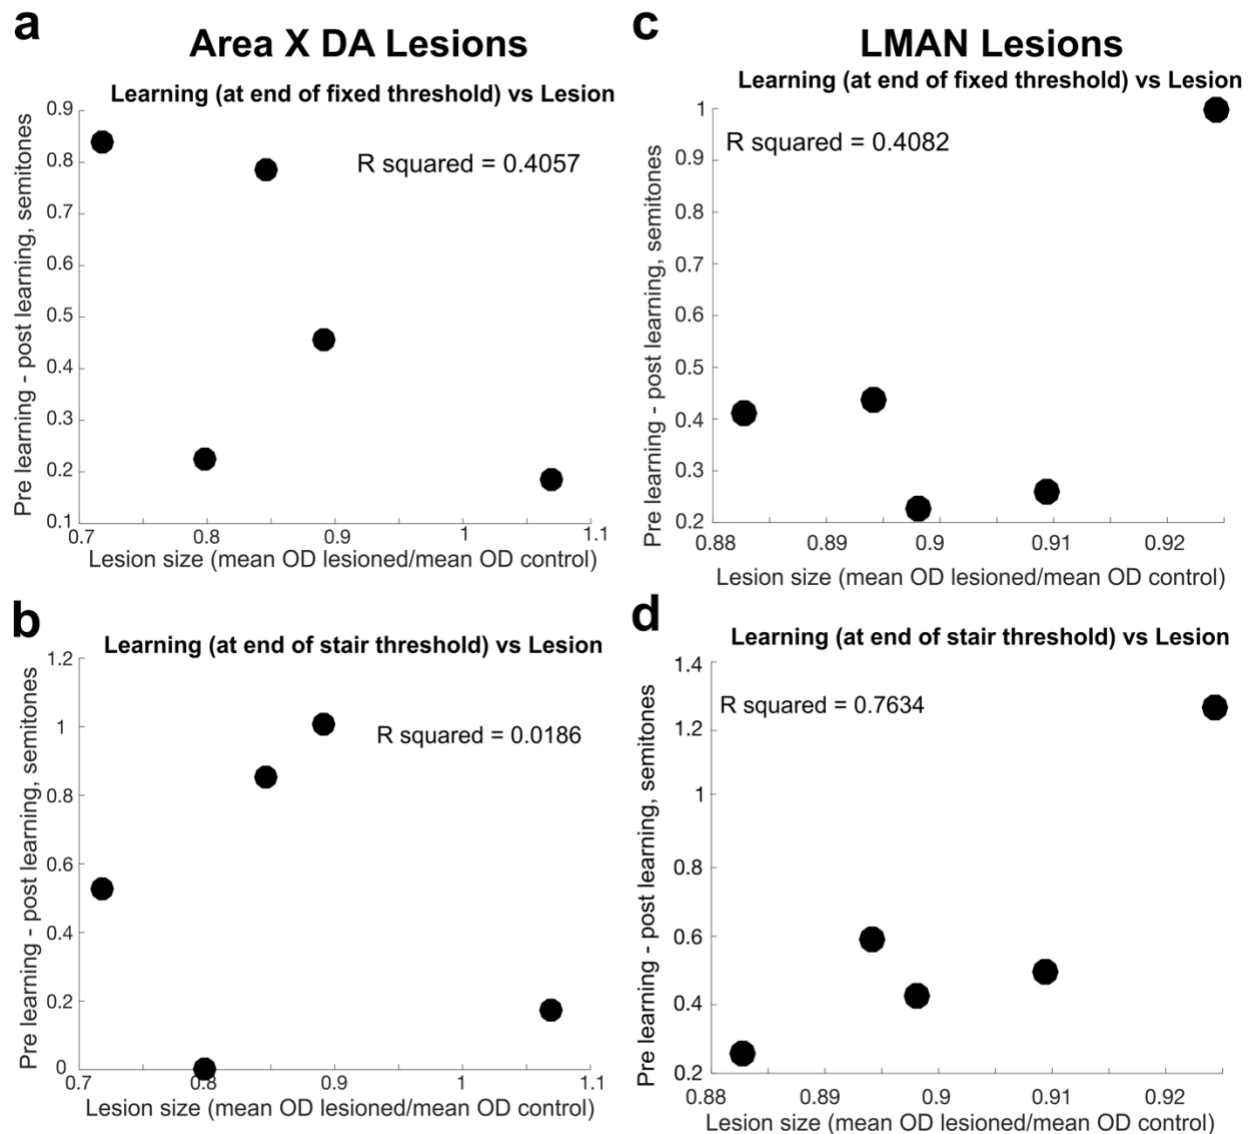 a
Area X DA Lesions
Learning (at end of fixed threshold) vs Lesion
R squared = 0.4057
Pre learning - post learning, semitones
0.9
0.8
0.7
0.6
0.5
0.4
0.3
0.2
0.1
0.7
0.8
0.9
1
1.1
Lesion size (mean OD lesioned/mean OD control)
b
Learning (at end of stair threshold) vs Lesion
R squared = 0.0186
Pre learning - post learning, semitones
1.2
1
0.8
0.6
0.4
0.2
0
0.7
0.8
0.9
1
1.1
Lesion size (mean OD lesioned/mean OD control)
c
LMAN Lesions
Learning (at end of fixed threshold) vs Lesion
R squared = 0.4082
Pre learning - post learning, semitones
1
0.9
0.8
0.7
0.6
0.5
0.4
0.3
0.2
0.88
0.89
0.9
0.91
0.92
Lesion size (mean OD lesioned/mean OD control)
d
Learning (at end of stair threshold) vs Lesion
R squared = 0.7634
Pre learning - post learning, semitones
1.4
1.2
1
0.8
0.6
0.4
0.2
0.88
0.89
0.9
0.91
0.92
Lesion size (mean OD lesioned/mean OD control)